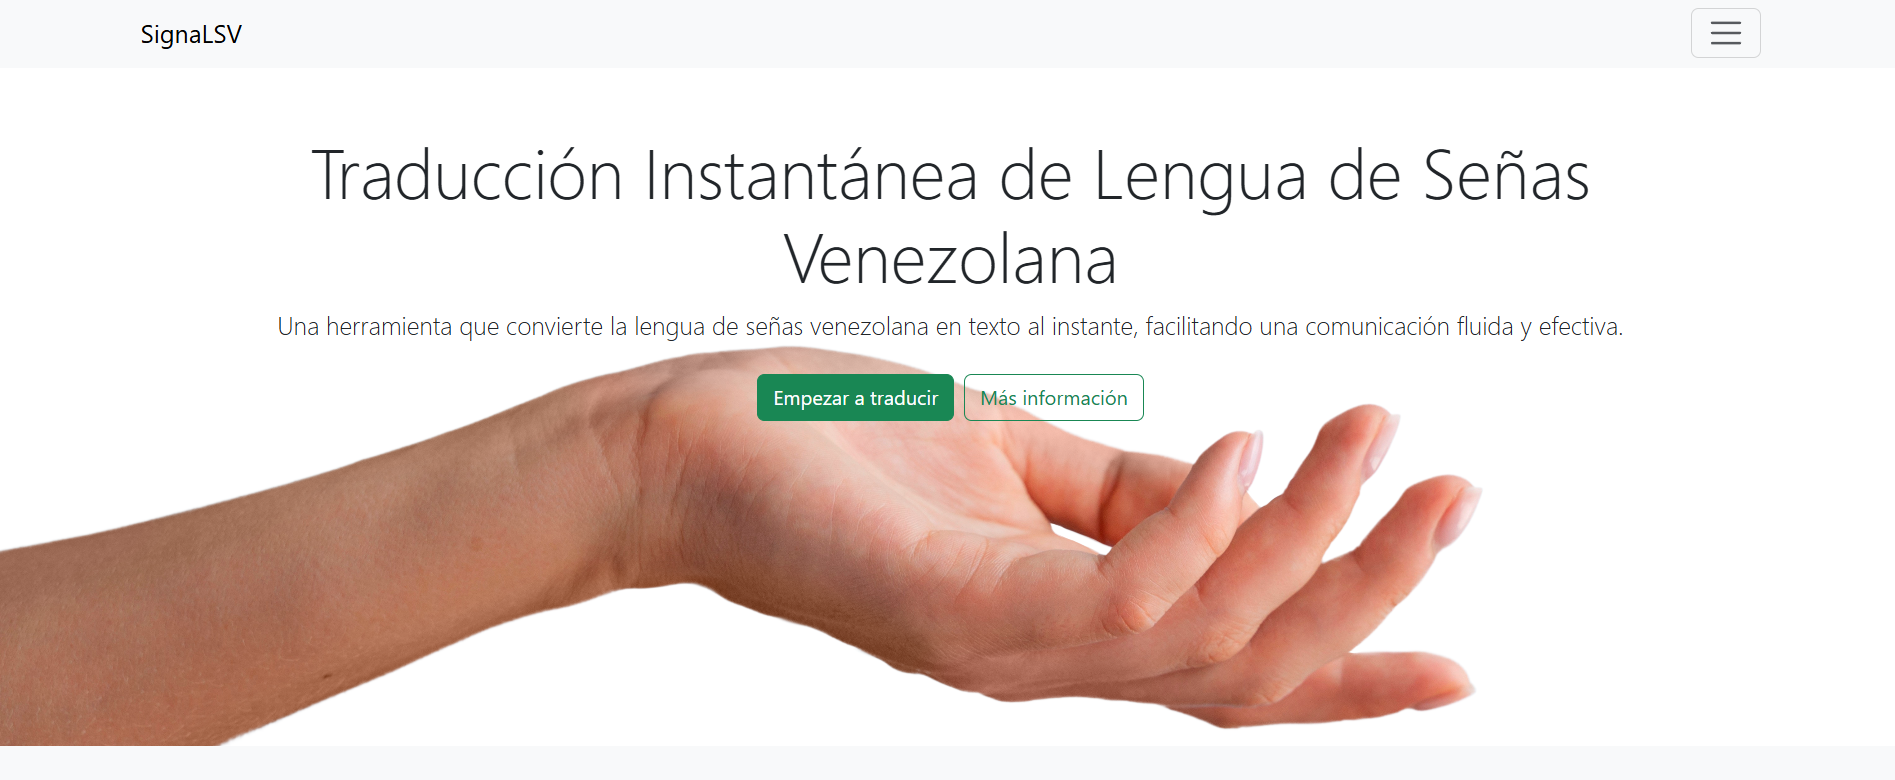 SignaLSV
Traducción Instantánea de Lengua de Señas
Venezolana
Una herramienta que convierte la lengua de señas venezolana en texto al instante, facilitando una comunicación fluida y efectiva.
Empezar a traducir
Más información